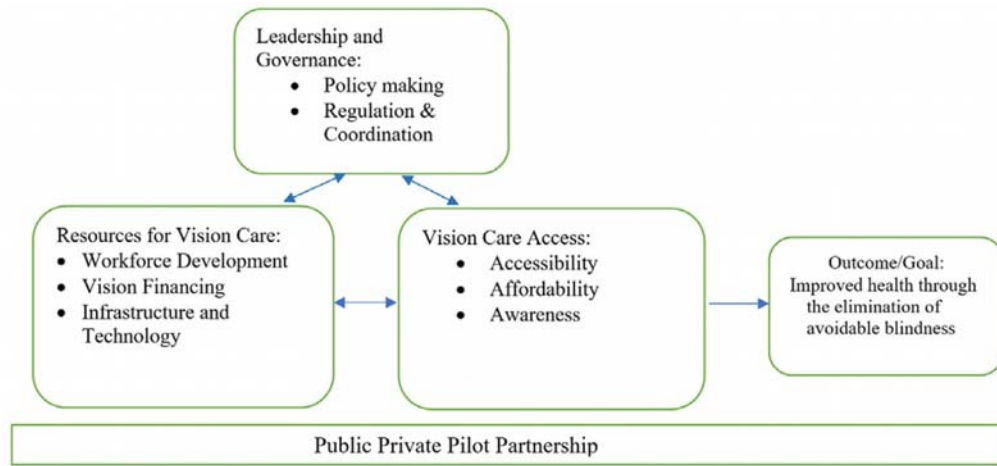 Leadership and
Governance:
• Policy making
• Regulation &
Coordination
Resources for Vision Care:
• Workforce Development
• Vision Financing
• Infrastructure and
Technology
Vision Care Access:
• Accessibility
• Affordability
• Awareness
Outcome/Goal:
Improved health through
the elimination of
avoidable blindness
Public Private Pilot Partnership